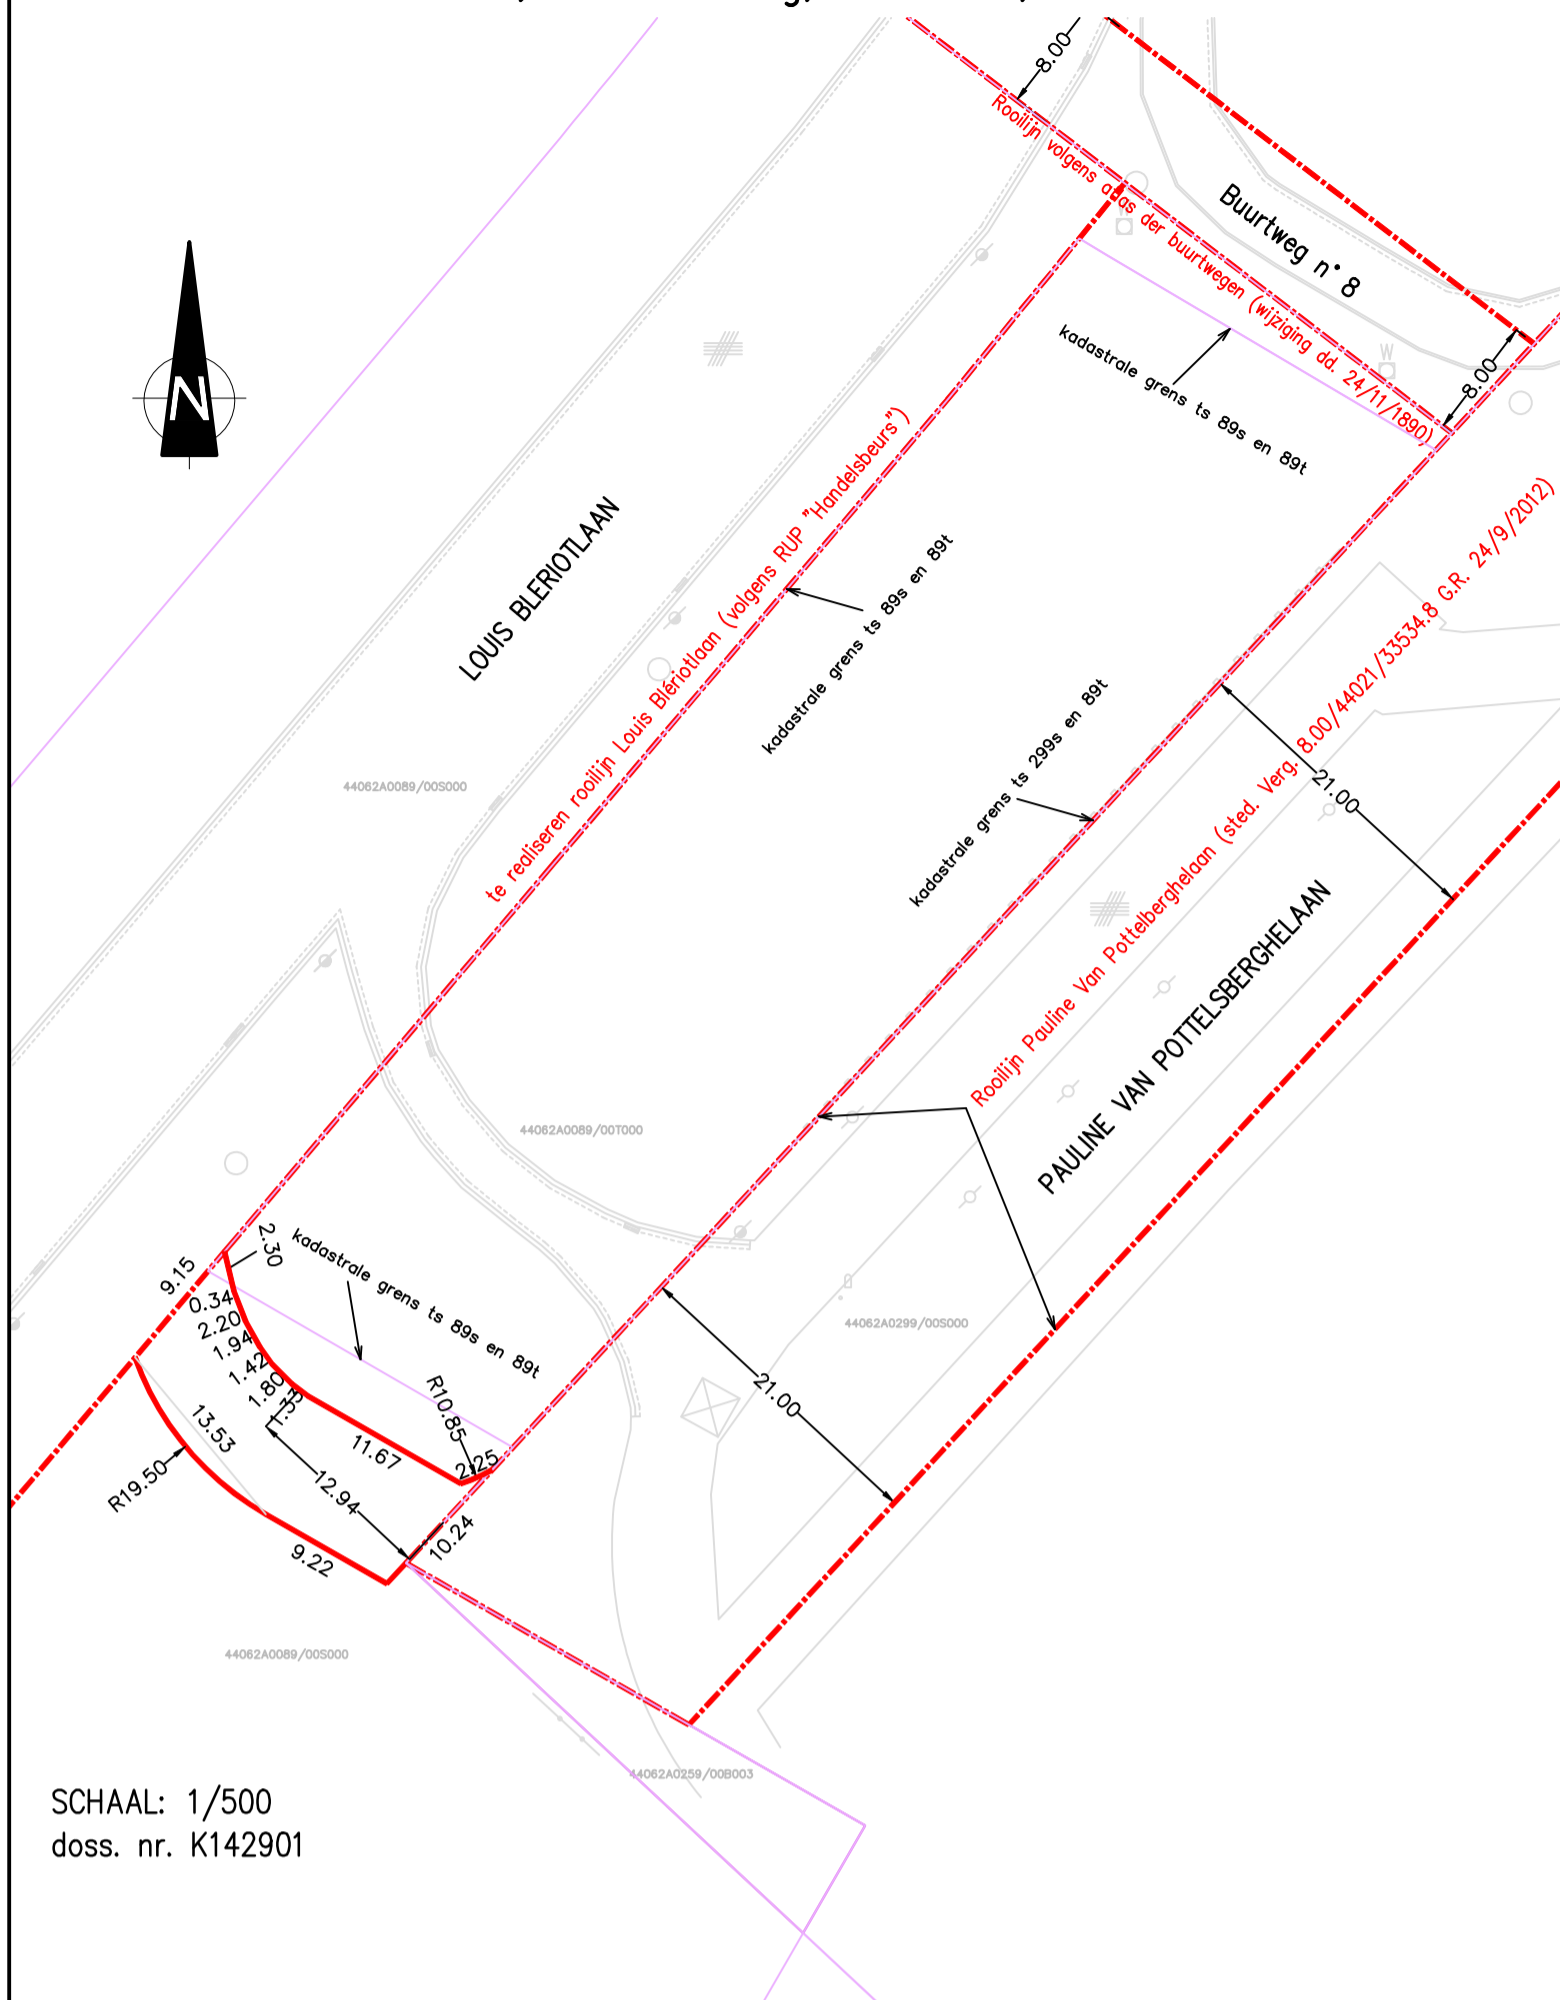 8.00
Rooilijn volgens atlas der buurtwegen (wijziging dd. 24/11/1890)
Buurtweg n° 8
8.00
W
N
kadastrale grens ts 89s en 89t
te realiseren rooilijn Louis Blériotlaan (volgens RUP "Handelsbeurs")
LOUIS BLERIOTLAAN
kadastrale grens ts 89s en 89t
kadastrale grens ts 299s en 89t
Rooilijn Pauline Van Pottelberghelaan (sted. Verg. 8.00/44021/33534.8 G.R. 24/9/2012)
21.00
PAULINE VAN POTTELSBERGHELAAN
44062A0089/00S000
44062A0089/00T000
2.30
kadastrale grens ts 89s en 89t
9.15
0.34
2.20
1.94
1.42
1.80
1.33
44062A0299/00S000
R10.85
21.00
13.53
11.67
2.25
R19.50
12.94
10.24
9.22
44062A0089/00S000
44062A0259/00B003
SCHAAL: 1/500
doss. nr. K142901